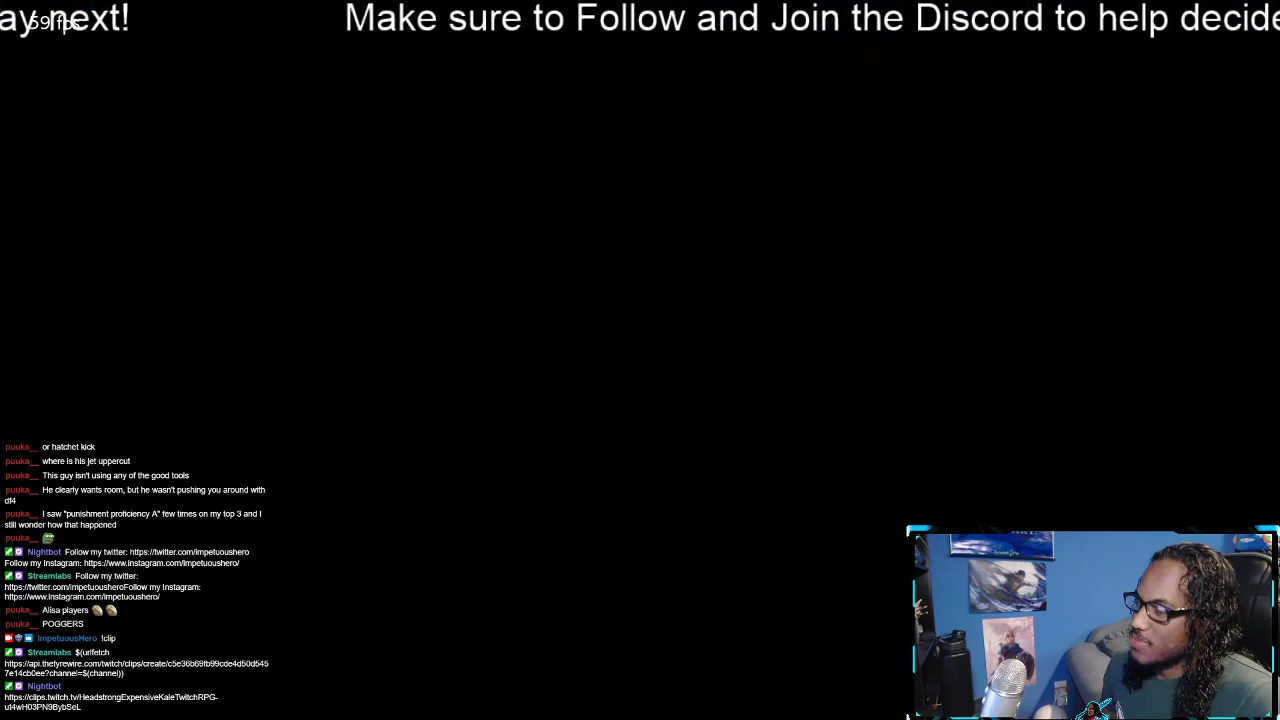 ay next! Make sure to Follow and Join the Discord to help decide
59 fps
puuka__ or hatchet kick
puuka__ where is his jet uppercut
puuka__ This guy isn't using any of the good tools
puuka__ He clearly wants room, but he wasn't pushing you around with
df4
puuka__ I saw "punishment proficiency A" few times on my top 3 and I
still wonder how that happened
puuka__
Nightbot Follow my twitter: https://twitter.com/impetuoushero
Follow my Instagram: https://www.instagram.com/impetuoushero/
Streamlabs Follow my twitter:
https://twitter.com/impetuousheroFollow my Instagram:
https://www.instagram.com/impetuoushero/
puuka__ Alisa players
puuka__ POGGERS
ImpetuousHero !clip
Streamlabs $(urlfetch
https://api.thefyrewire.com/twitch/clips/create/c5e36b69fb99cde4d50d545
7e14cb0ee?channel=$(channel))
Nightbot
https://clips.twitch.tv/HeadstrongExpensiveKaleTwitchRPG-
ut4wH03PN9BybSeL